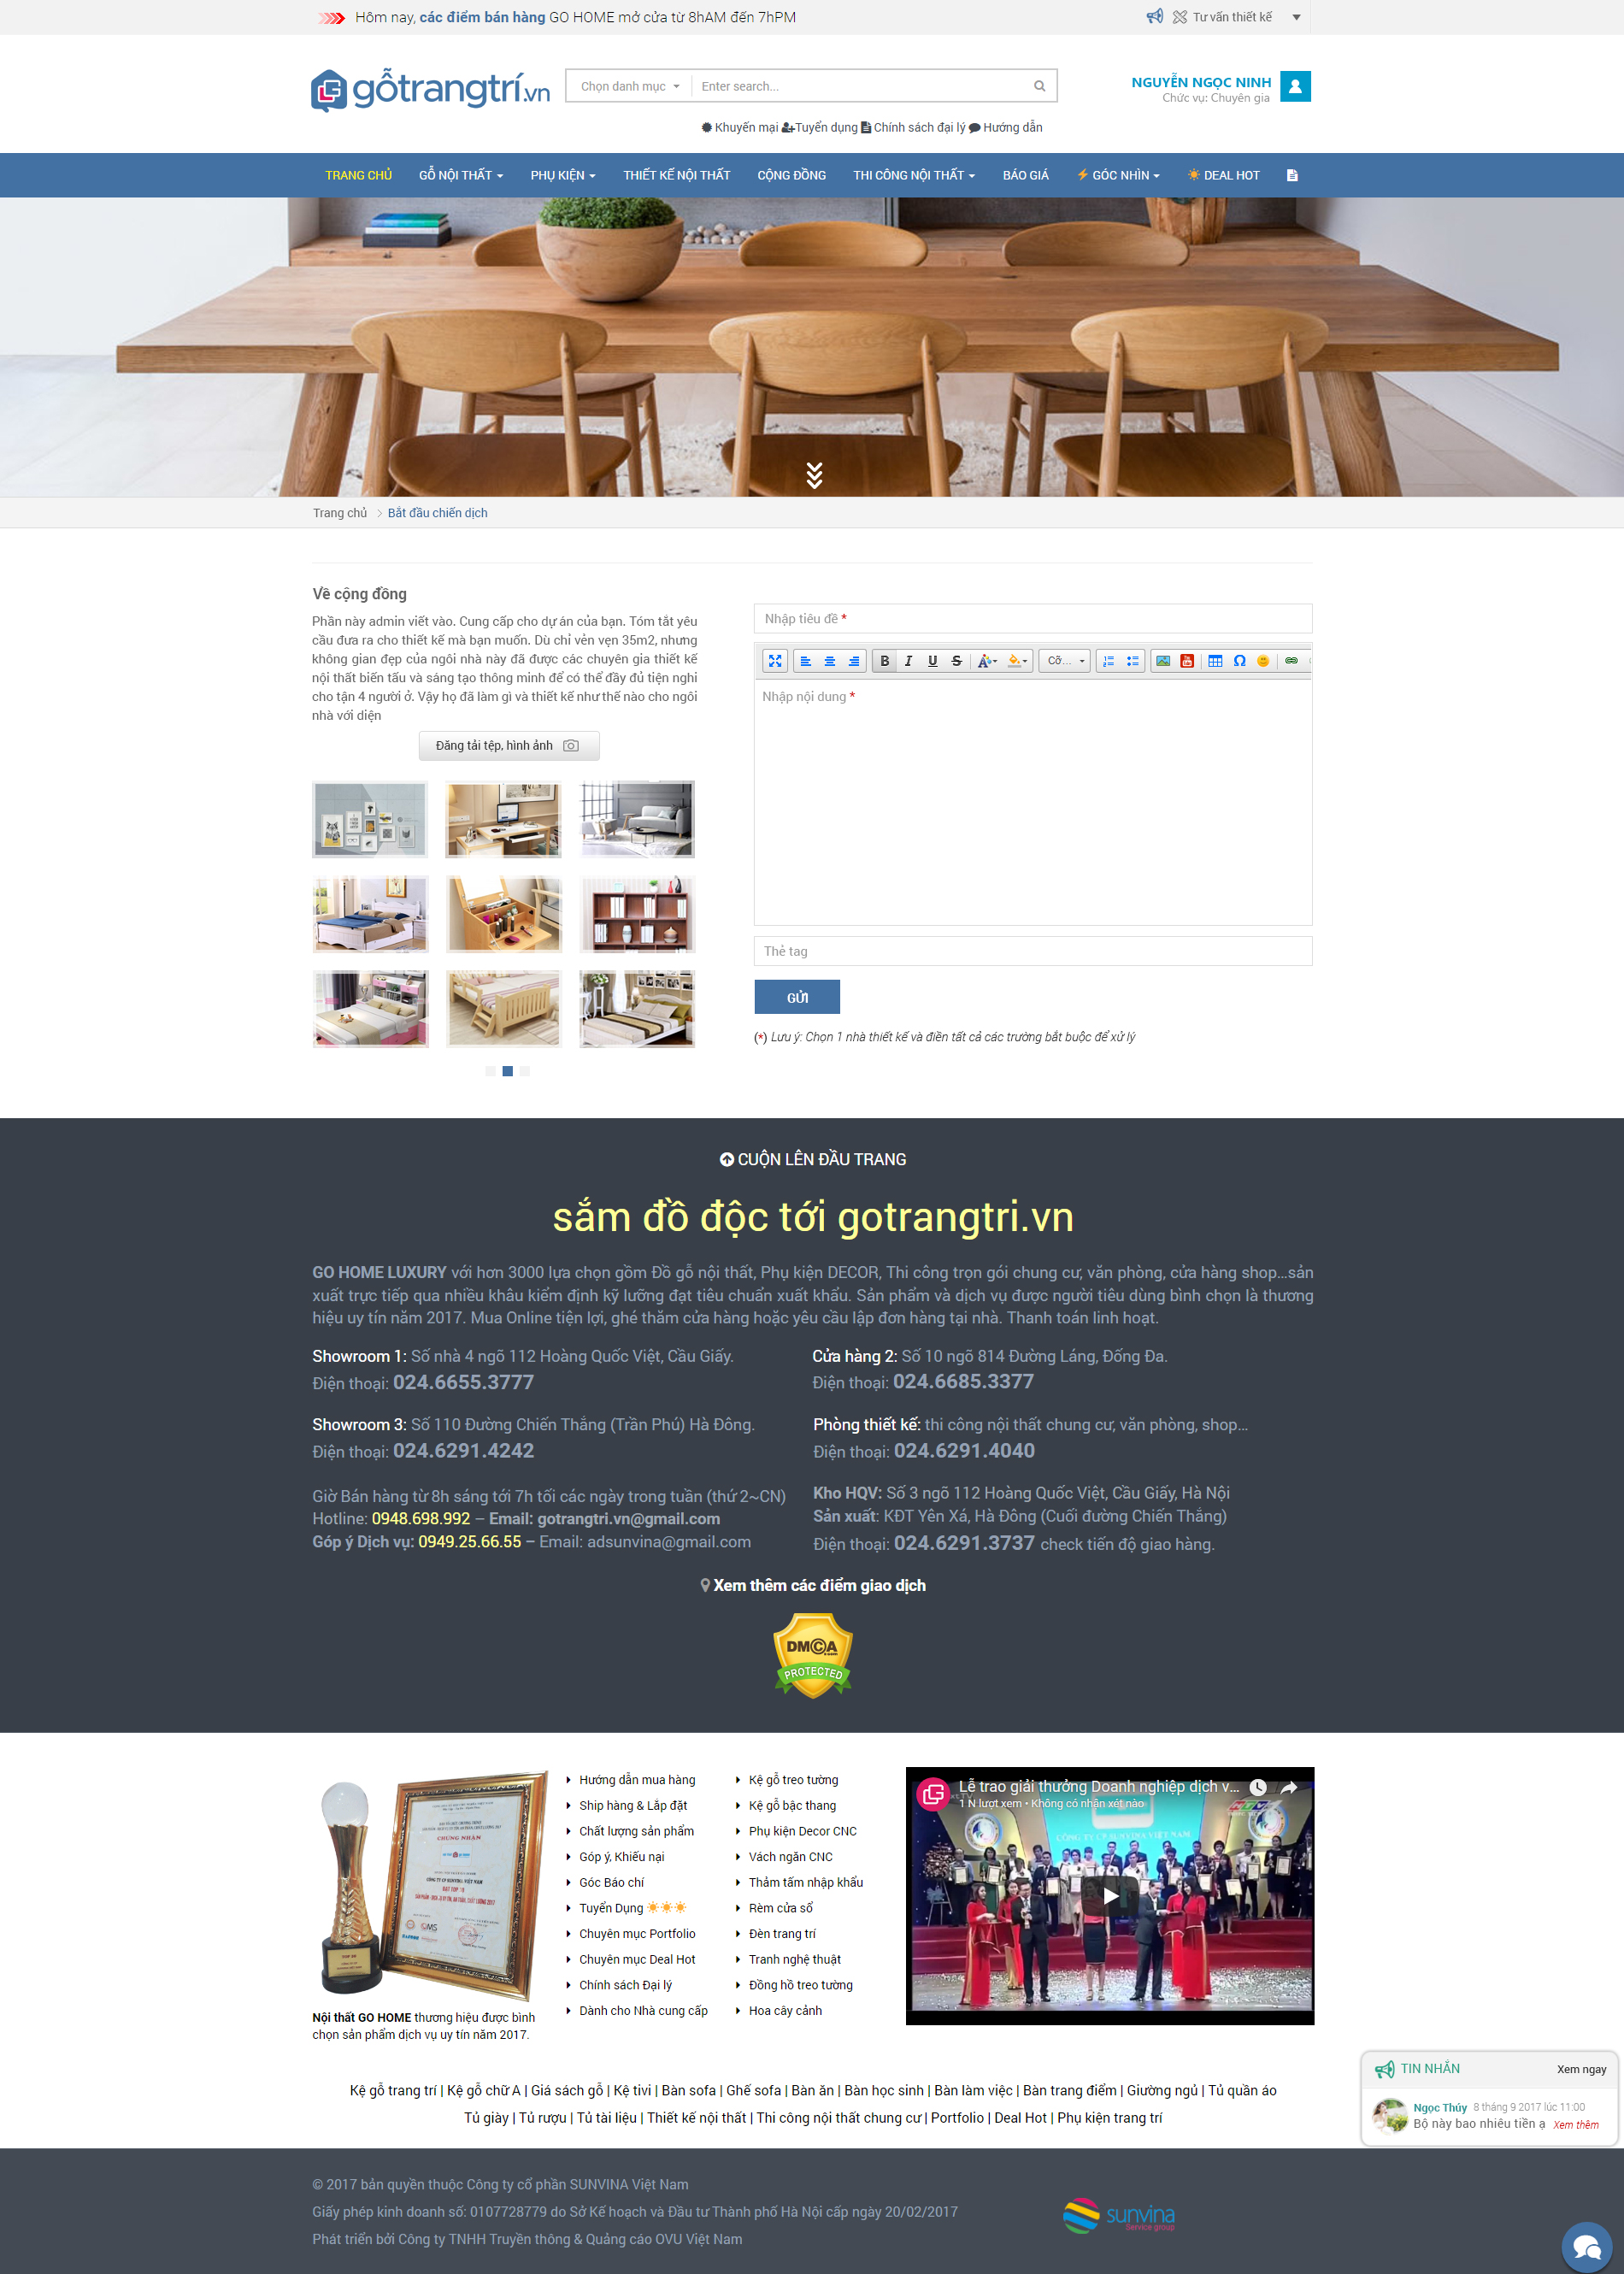 Hôm nay, các điểm bán hàng GO HOME mở cửa từ 8hAM đến 7hPM
Tư vấn thiết kế
gỗtrangtrí.vn
Chọn danh mục
Enter search...
NGUYỄN NGỌC NINH
Chức vụ: Chuyên gia
Khuyến mại Tuyển dụng Chính sách đại lý Hướng dẫn
TRANG CHỦ GỖ NỘI THẤT PHỤ KIỆN THIẾT KẾ NỘI THẤT CỘNG ĐỒNG THI CÔNG NỘI THẤT BÁO GIÁ GÓC NHÌN DEAL HOT
Trang chủ > Bắt đầu chiến dịch
Về cộng đồng
Phần này admin viết vào. Cung cấp cho dự án của bạn. Tóm tắt yêu
cầu đưa ra cho thiết kế mà bạn muốn. Dù chỉ vẻn vẹn 35m2, nhưng
không gian đẹp của ngôi nhà này đã được các chuyên gia thiết kế
nội thất biến tấu và sáng tạo thông minh để có thể đầy đủ tiện nghi
cho tận 4 người ở. Vậy họ đã làm gì và thiết kế như thế nào cho ngôi
nhà với diện
Đăng tải tệp, hình ảnh
Nhập tiêu đề *
B I U S A Cỡ... Ω
Nhập nội dung *
Thẻ tag
GỬI
(*) Lưu ý: Chọn 1 nhà thiết kế và điền tất cả các trường bắt buộc để xử lý
CUỘN LÊN ĐẦU TRANG
sắm đồ độc tới gotrangtri.vn
GO HOME LUXURY với hơn 3000 lựa chọn gồm Đồ gỗ nội thất, Phụ kiện DECOR, Thi công trọn gói chung cư, văn phòng, cửa hàng shop...sản
xuất trực tiếp qua nhiều khâu kiểm định kỹ lưỡng đạt tiêu chuẩn xuất khẩu. Sản phẩm và dịch vụ được người tiêu dùng bình chọn là thương
hiệu uy tín năm 2017. Mua Online tiện lợi, ghé thăm cửa hàng hoặc yêu cầu lập đơn hàng tại nhà. Thanh toán linh hoạt.
Showroom 1: Số nhà 4 ngõ 112 Hoàng Quốc Việt, Cầu Giấy.
Điện thoại: 024.6655.3777
Cửa hàng 2: Số 10 ngõ 814 Đường Láng, Đống Đa.
Điện thoại: 024.6685.3377
Showroom 3: Số 110 Đường Chiến Thắng (Trần Phú) Hà Đông.
Điện thoại: 024.6291.4242
Phòng thiết kế: thi công nội thất chung cư, văn phòng, shop...
Điện thoại: 024.6291.4040
Giờ Bán hàng từ 8h sáng tới 7h tối các ngày trong tuần (thứ 2~CN)
Hotline: 0948.698.992 – Email: gotrangtri.vn@gmail.com
Góp ý Dịch vụ: 0949.25.66.55 – Email: adsunvina@gmail.com
Kho HQV: Số 3 ngõ 112 Hoàng Quốc Việt, Cầu Giấy, Hà Nội
Sản xuất: KĐT Yên Xá, Hà Đông (Cuối đường Chiến Thắng)
Điện thoại: 024.6291.3737 check tiến độ giao hàng.
Xem thêm các điểm giao dịch
DMCA
PROTECTED
CHỨNG NHẬN
Nội thất GO HOME thương hiệu được bình
chọn sản phẩm dịch vụ uy tín năm 2017.
Hướng dẫn mua hàng
Ship hàng & Lắp đặt
Chất lượng sản phẩm
Góp ý, Khiếu nại
Góc Báo chí
Tuyển Dụng
Chuyên mục Portfolio
Chuyên mục Deal Hot
Chính sách Đại lý
Dành cho Nhà cung cấp
Kệ gỗ treo tường
Kệ gỗ bậc thang
Phụ kiện Decor CNC
Vách ngăn CNC
Thảm tấm nhập khẩu
Rèm cửa sổ
Đèn trang trí
Tranh nghệ thuật
Đồng hồ treo tường
Hoa cây cảnh
Lễ trao giải thưởng Doanh nghiệp dịch v...
1 N lượt xem • Không có nhận xét nào
CÔNG TY CP SUNVINA VIỆT NAM
Kệ gỗ trang trí | Kệ gỗ chữ A | Giá sách gỗ | Kệ tivi | Bàn sofa | Ghế sofa | Bàn ăn | Bàn học sinh | Bàn làm việc | Bàn trang điểm | Giường ngủ | Tủ quần áo
Tủ giày | Tủ rượu | Tủ tài liệu | Thiết kế nội thất | Thi công nội thất chung cư | Portfolio | Deal Hot | Phụ kiện trang trí
TIN NHẮN
Xem ngay
Ngọc Thúy 8 tháng 9 2017 lúc 11:00
Bộ này bao nhiêu tiền ạ Xem thêm
© 2017 bản quyền thuộc Công ty cổ phần SUNVINA Việt Nam
Giấy phép kinh doanh số: 0107728779 do Sở Kế hoạch và Đầu tư Thành phố Hà Nội cấp ngày 20/02/2017
Phát triển bởi Công ty TNHH Truyền thông & Quảng cáo OVU Việt Nam
sunvina
Service group